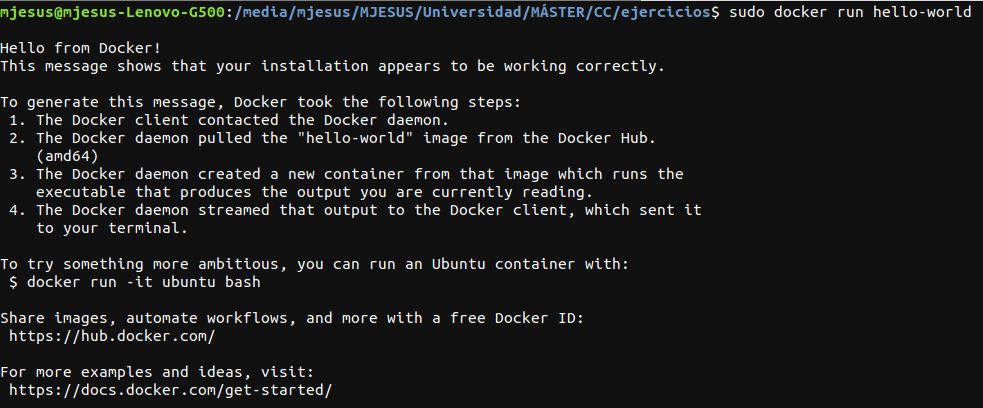 mjesus@mjesus-Lenovo-G500:/media/mjesus/MJESUS/Universidad/MÁSTER/CC/ejercicios$ sudo docker run hello-world
Hello from Docker!
This message shows that your installation appears to be working correctly.
To generate this message, Docker took the following steps:
1. The Docker client contacted the Docker daemon.
2. The Docker daemon pulled the "hello-world" image from the Docker Hub.
(amd64)
3. The Docker daemon created a new container from that image which runs the
executable that produces the output you are currently reading.
4. The Docker daemon streamed that output to the Docker client, which sent it
to your terminal.
To try something more ambitious, you can run an Ubuntu container with:
$ docker run -it ubuntu bash
Share images, automate workflows, and more with a free Docker ID:
https://hub.docker.com/
For more examples and ideas, visit:
https://docs.docker.com/get-started/